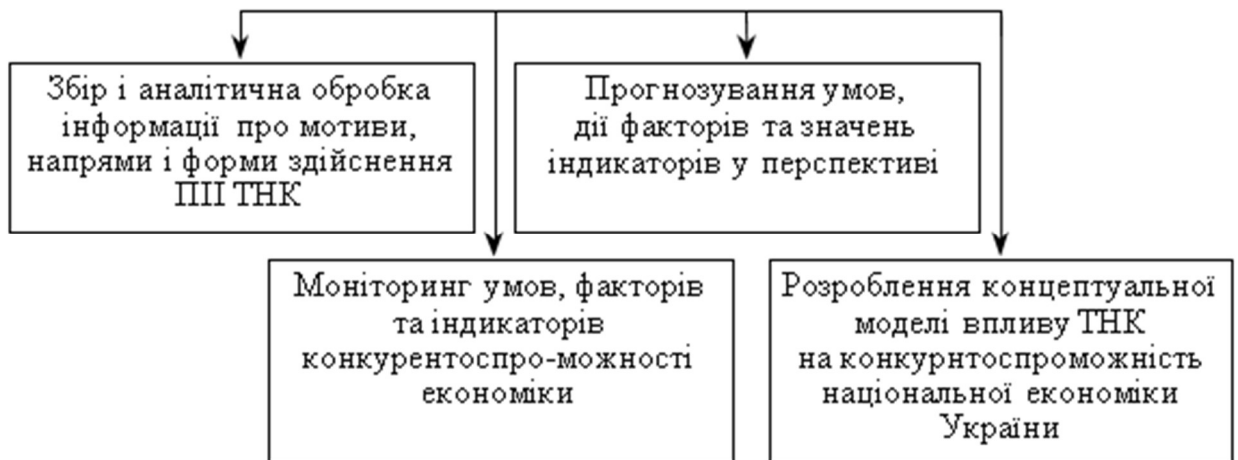 Збір і аналітична обробка
інформації про мотиви,
напрями і форми здійснення
ПІІ ТНК
Прогнозування умов,
дії факторів та значень
індикаторів у перспективі
Моніторинг умов, факторів
та індикаторів
конкурентоспро-можності
економіки
Розроблення концептуальної
моделі впливу ТНК
на конкурнтоспроможність
національної економіки
України